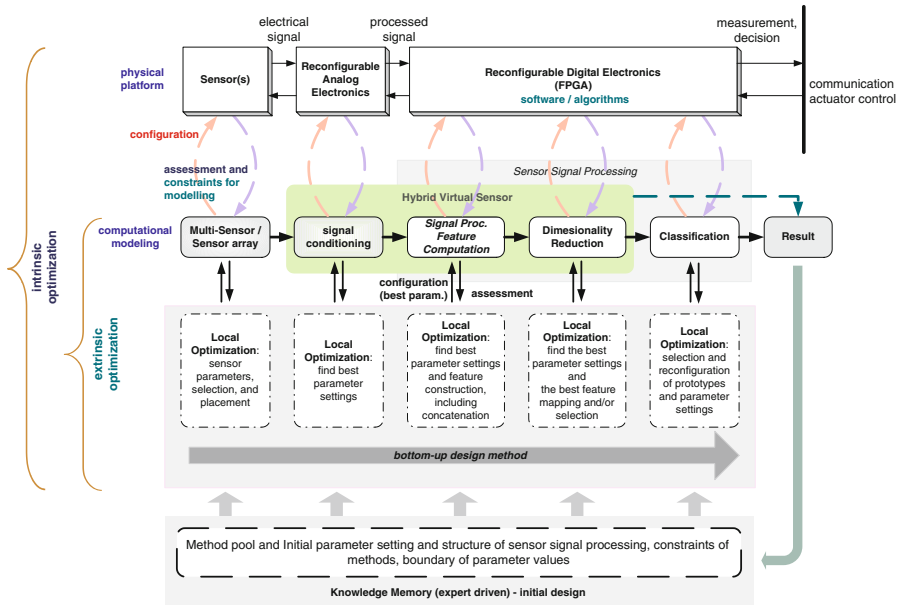 electrical
signal
processed
signal
measurement,
decision
physical
platform
Sensor(s)
Reconfigurable
Analog
Electronics
Reconfigurable Digital Electronics
(FPGA)
software / algorithms
communication
actuator control
configuration
assessment and
constraints for
modelling
Sensor Signal Processing
Hybrid Virtual Sensor
computational
modeling
Multi-Sensor /
Sensor array
signal
conditioning
Signal Proc.
Feature
Computation
Dimesionality
Reduction
Classification
Result
intrinsic
optimization
extrinsic
optimization
configuration
(best param.)
assessment
Local
Optimization:
sensor
parameters,
selection, and
placement
Local
Optimization:
find best
parameter
settings
Local
Optimization:
find best
parameter settings
and feature
construction,
including
concatenation
Local
Optimization:
find the best
parameter settings
and
the best feature
mapping and/or
selection
Local
Optimization:
selection and
reconfiguration
of prototypes
and parameter
settings
bottom-up design method
Method pool and Initial parameter setting and structure of sensor signal processing, constraints of
methods, boundary of parameter values
Knowledge Memory (expert driven) - initial design